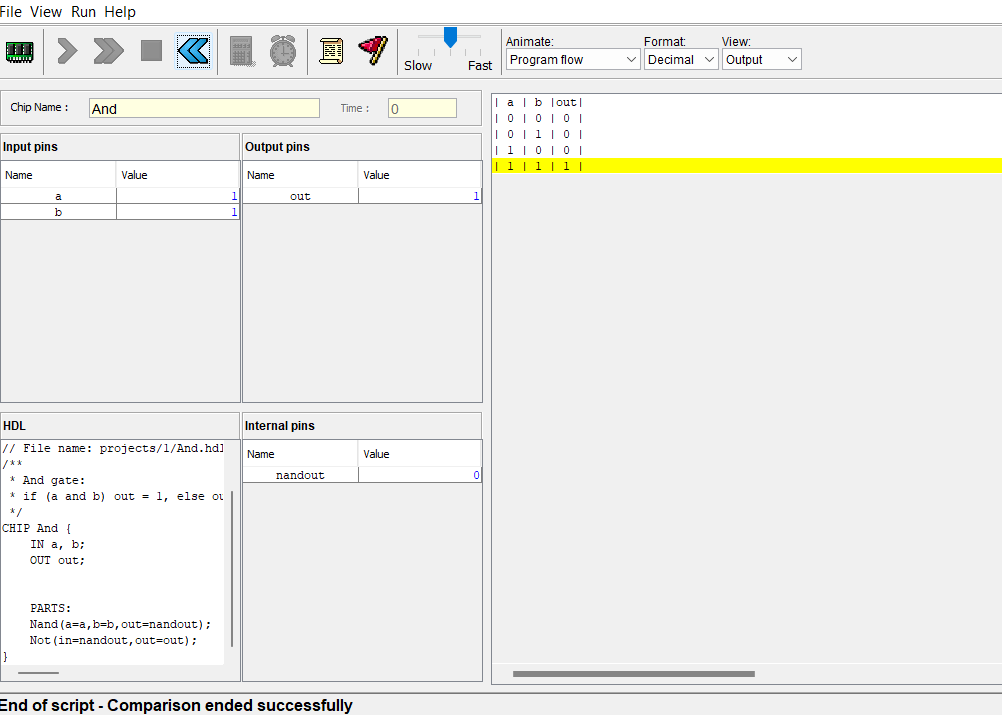 File View Run Help
Animate: Format: View:
Slow Fast Program flow Decimal Output
Chip Name : And Time : 0
Input pins
Name Value
a 1
b 1
Output pins
Name Value
out 1
HDL
// File name: projects/1/And.hdl
/**
* And gate:
* if (a and b) out = 1, else ou
*/
CHIP And {
IN a, b;
OUT out;
PARTS:
Nand(a=a,b=b,out=nandout);
Not(in=nandout,out=out);
}
Internal pins
Name Value
nandout 0
| a | b |out|
| 0 | 0 | 0 |
| 0 | 1 | 0 |
| 1 | 0 | 0 |
| 1 | 1 | 1 |
End of script - Comparison ended successfully